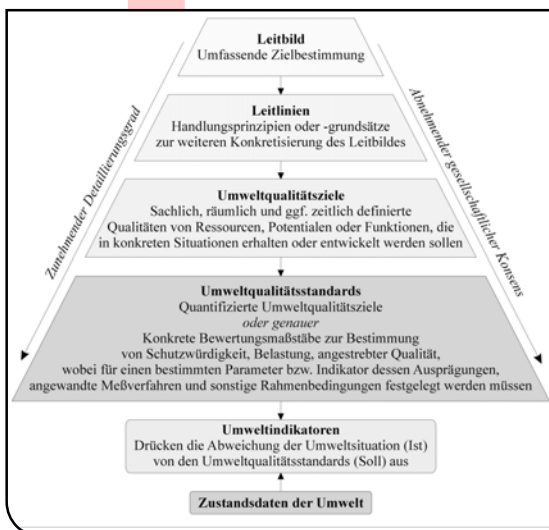 Leitbild
Umfassende Zielbestimmung
Zunehmender Detaillierungsgrad
Abnehmender gesellschaftlicher Konsens
Leitlinien
Handlungsprinzipien oder -grundsätze
zur weiteren Konkretisierung des Leitbildes
Umweltqualitätsziele
Sachlich, räumlich und ggf. zeitlich definierte
Qualitäten von Ressourcen, Potentialen oder Funktionen, die
in konkreten Situationen erhalten oder entwickelt werden sollen
Umweltqualitätsstandards
Quantifizierte Umweltqualitätsziele
oder genauer
Konkrete Bewertungsmaßstäbe zur Bestimmung
von Schutzwürdigkeit, Belastung, angestrebter Qualität,
wobei für einen bestimmten Parameter bzw. Indikator dessen Ausprägungen,
angewandte Meßverfahren und sonstige Rahmenbedingungen festgelegt werden müssen
Umweltindikatoren
Drücken die Abweichung der Umweltsituation (Ist)
von den Umweltqualitätsstandards (Soll) aus
Zustandsdaten der Umwelt